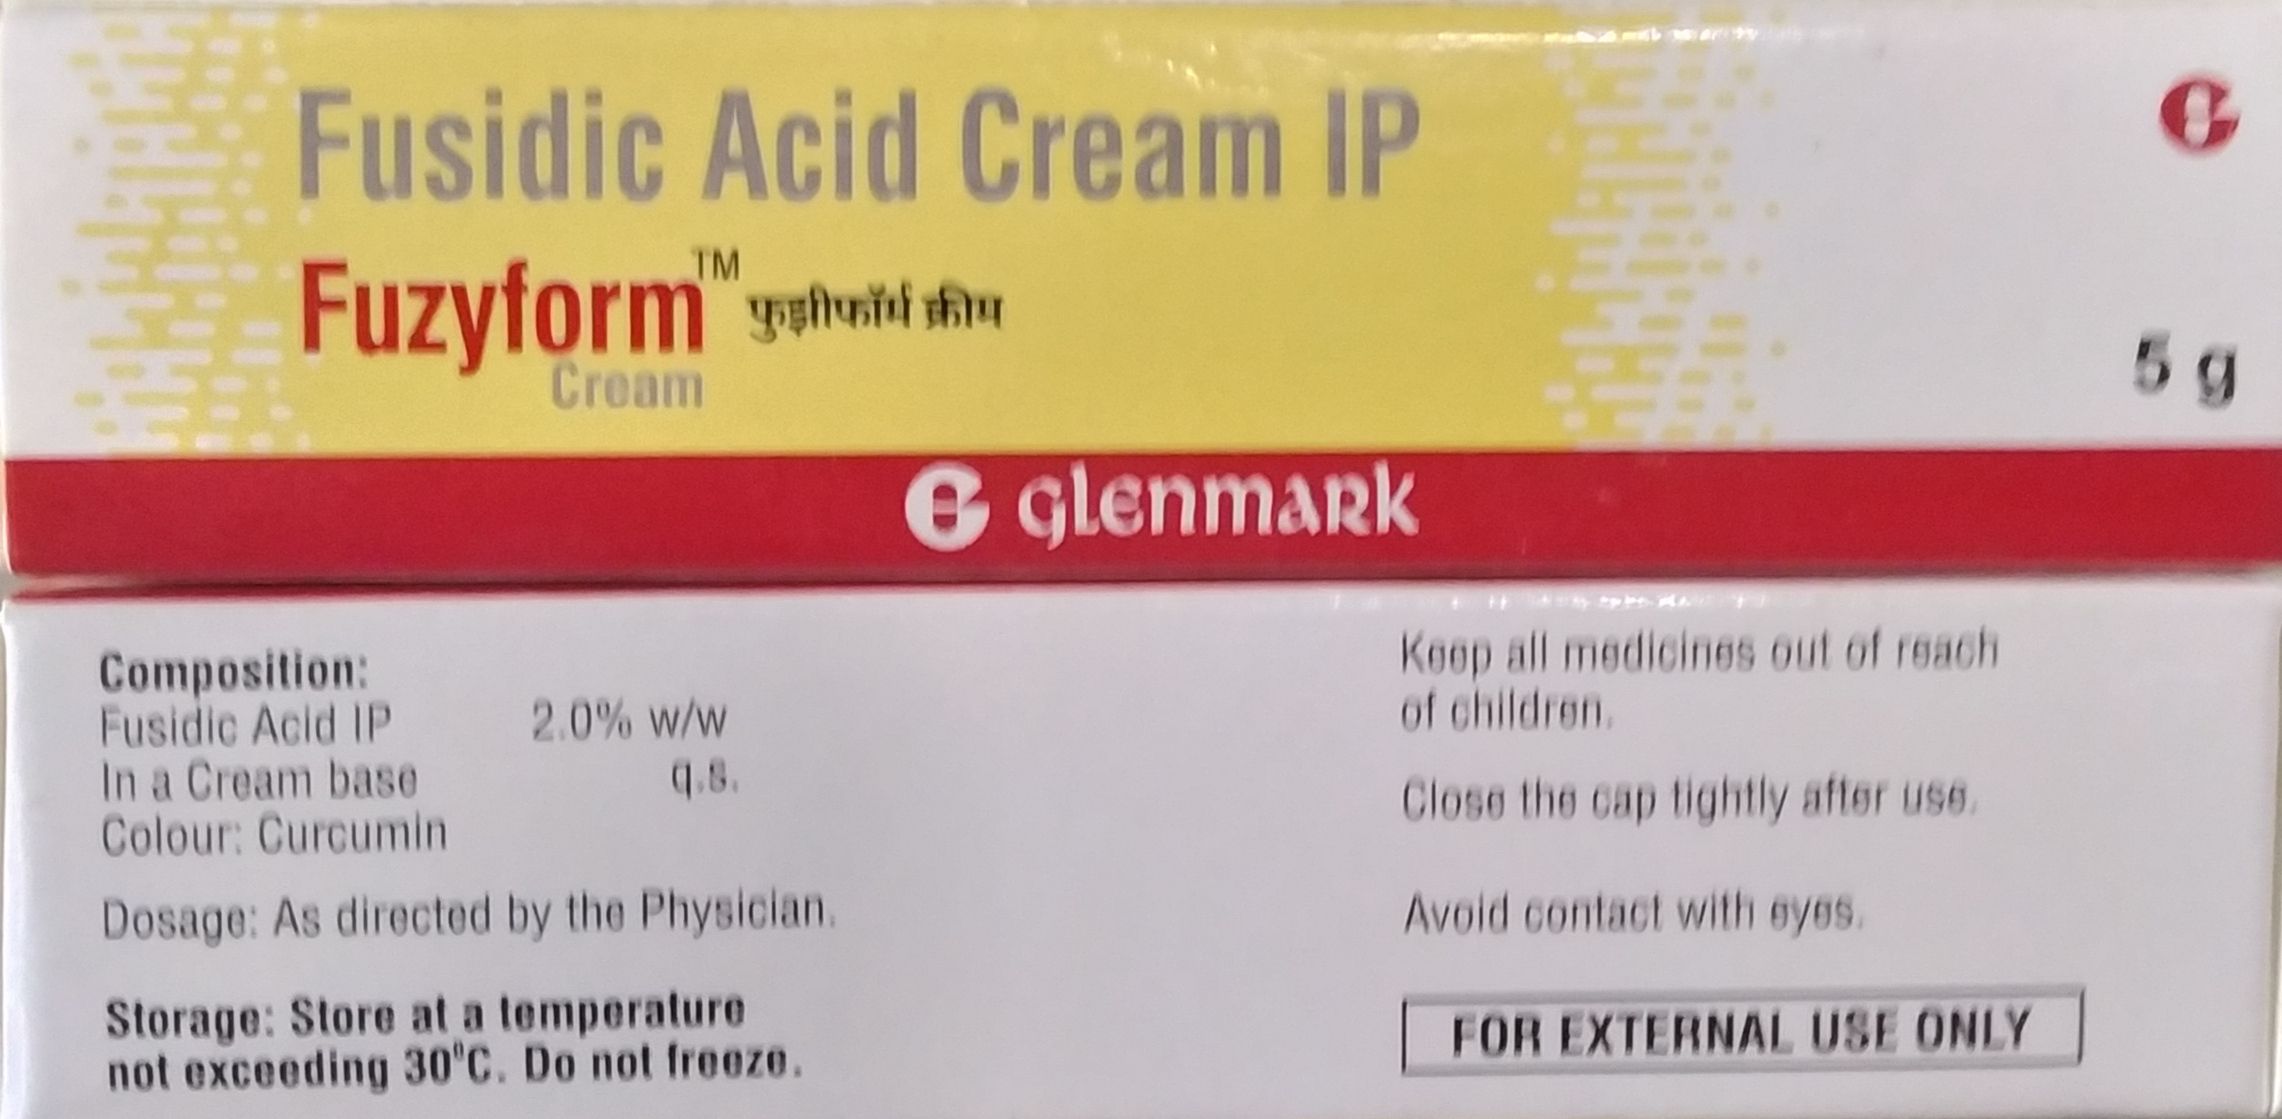 Fusidic Acid Cream IP
Fuzyform™ फुझीफॉर्म क्रीम
Cream
5 g
glenmark
Composition:
Fusidic Acid IP 2.0% w/w
In a Cream base q.s.
Colour: Curcumin
Dosage: As directed by the Physician.
Storage: Store at a temperature
not exceeding 30⁰C. Do not freeze.
Keep all medicines out of reach
of children.
Close the cap tightly after use.
Avoid contact with eyes.
FOR EXTERNAL USE ONLY